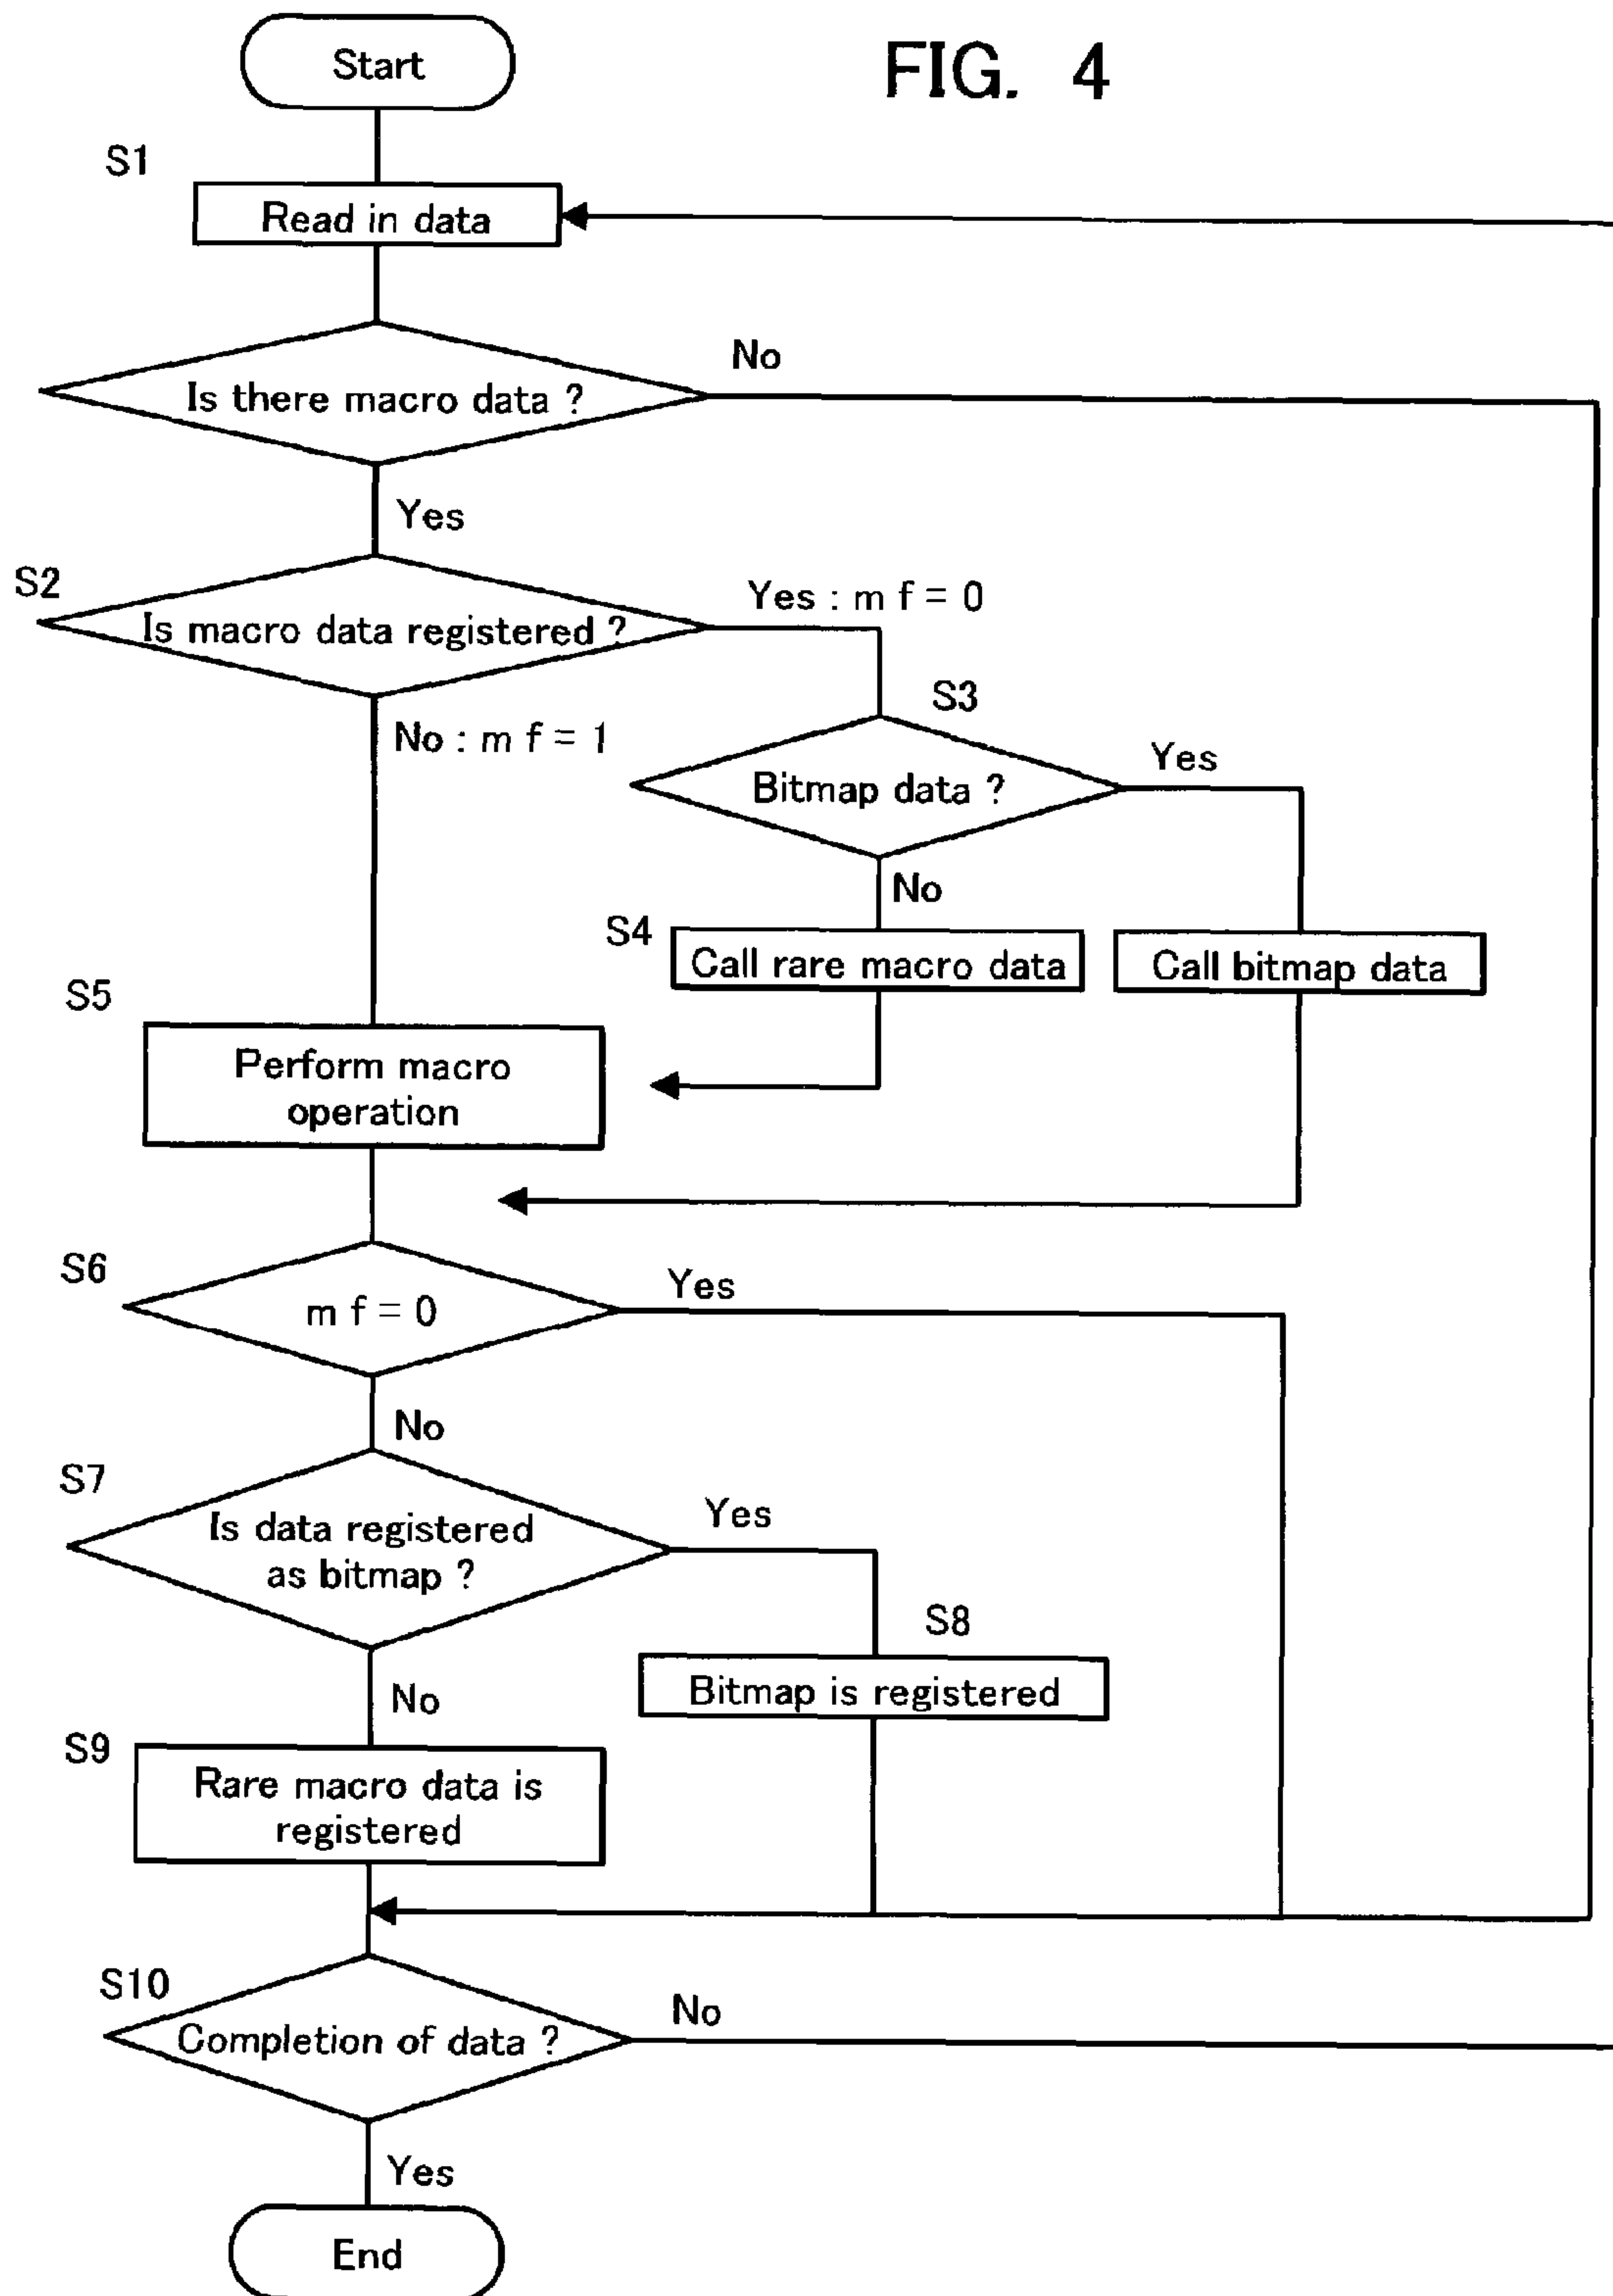 FIG. 4
Start
S1
Read in data
Is there macro data ?
No
Yes
S2
Is macro data registered ?
Yes : m f = 0
No : m f = 1
S3
Bitmap data ?
Yes
No
S4
Call rare macro data
Call bitmap data
S5
Perform macro
operation
S6
m f = 0
Yes
No
S7
Is data registered
as bitmap ?
Yes
S8
Bitmap is registered
No
S9
Rare macro data is
registered
S10
Completion of data ?
No
Yes
End